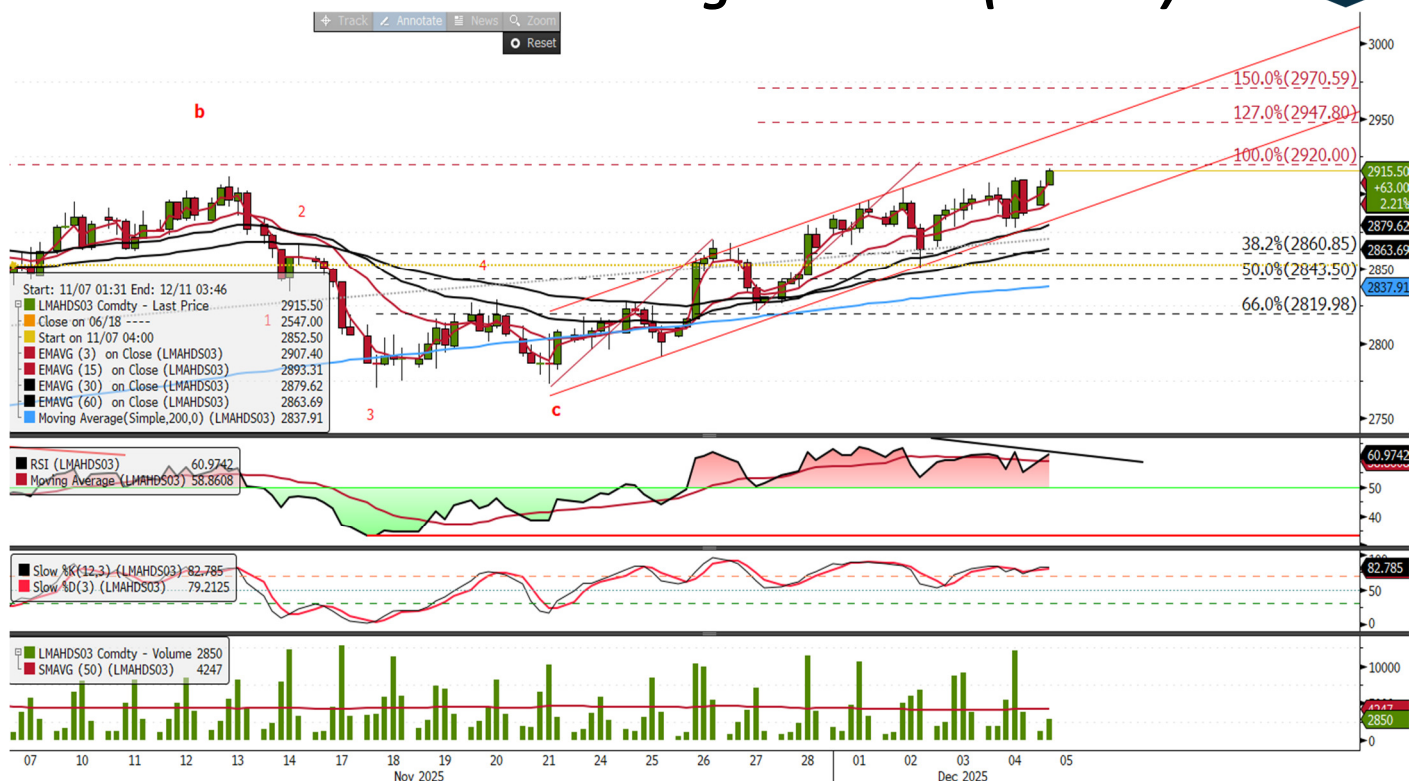 Track Annotate News Zoom
Reset
3000
150.0%(2970.59)
2950
127.0%(2947.80)
b
100.0%(2920.00)
2915.50
+63.00
2.21%
2
2879.62
38.2%(2860.85)
2863.69
4
2850
50.0%(2843.50)
2837.91
66.0%(2819.98)
1
2800
3
c
2750
Start: 11/07 01:31 End: 12/11 03:46
LMAHDS03 Comdty - Last Price 2915.50
Close on 06/18 ---- 2547.00
Start on 11/07 04:00 2852.50
EMAVG (3) on Close (LMAHDS03) 2907.40
EMAVG (15) on Close (LMAHDS03) 2893.31
EMAVG (30) on Close (LMAHDS03) 2879.62
EMAVG (60) on Close (LMAHDS03) 2863.69
Moving Average(Simple,200,0) (LMAHDS03) 2837.91
RSI (LMAHDS03) 60.9742
Moving Average (LMAHDS03) 58.8608
60.9742
50
40
Slow %K(12,3) (LMAHDS03) 82.785
Slow %D(3) (LMAHDS03) 79.2125
100
82.785
50
0
LMAHDS03 Comdty - Volume 2850
SMAVG (50) (LMAHDS03) 4247
10000
4247
2850
0
07 10 11 12 13 14 17 18 19 20 21 24 25 26 27 28 01 02 03 04 05
Nov 2025 Dec 2025